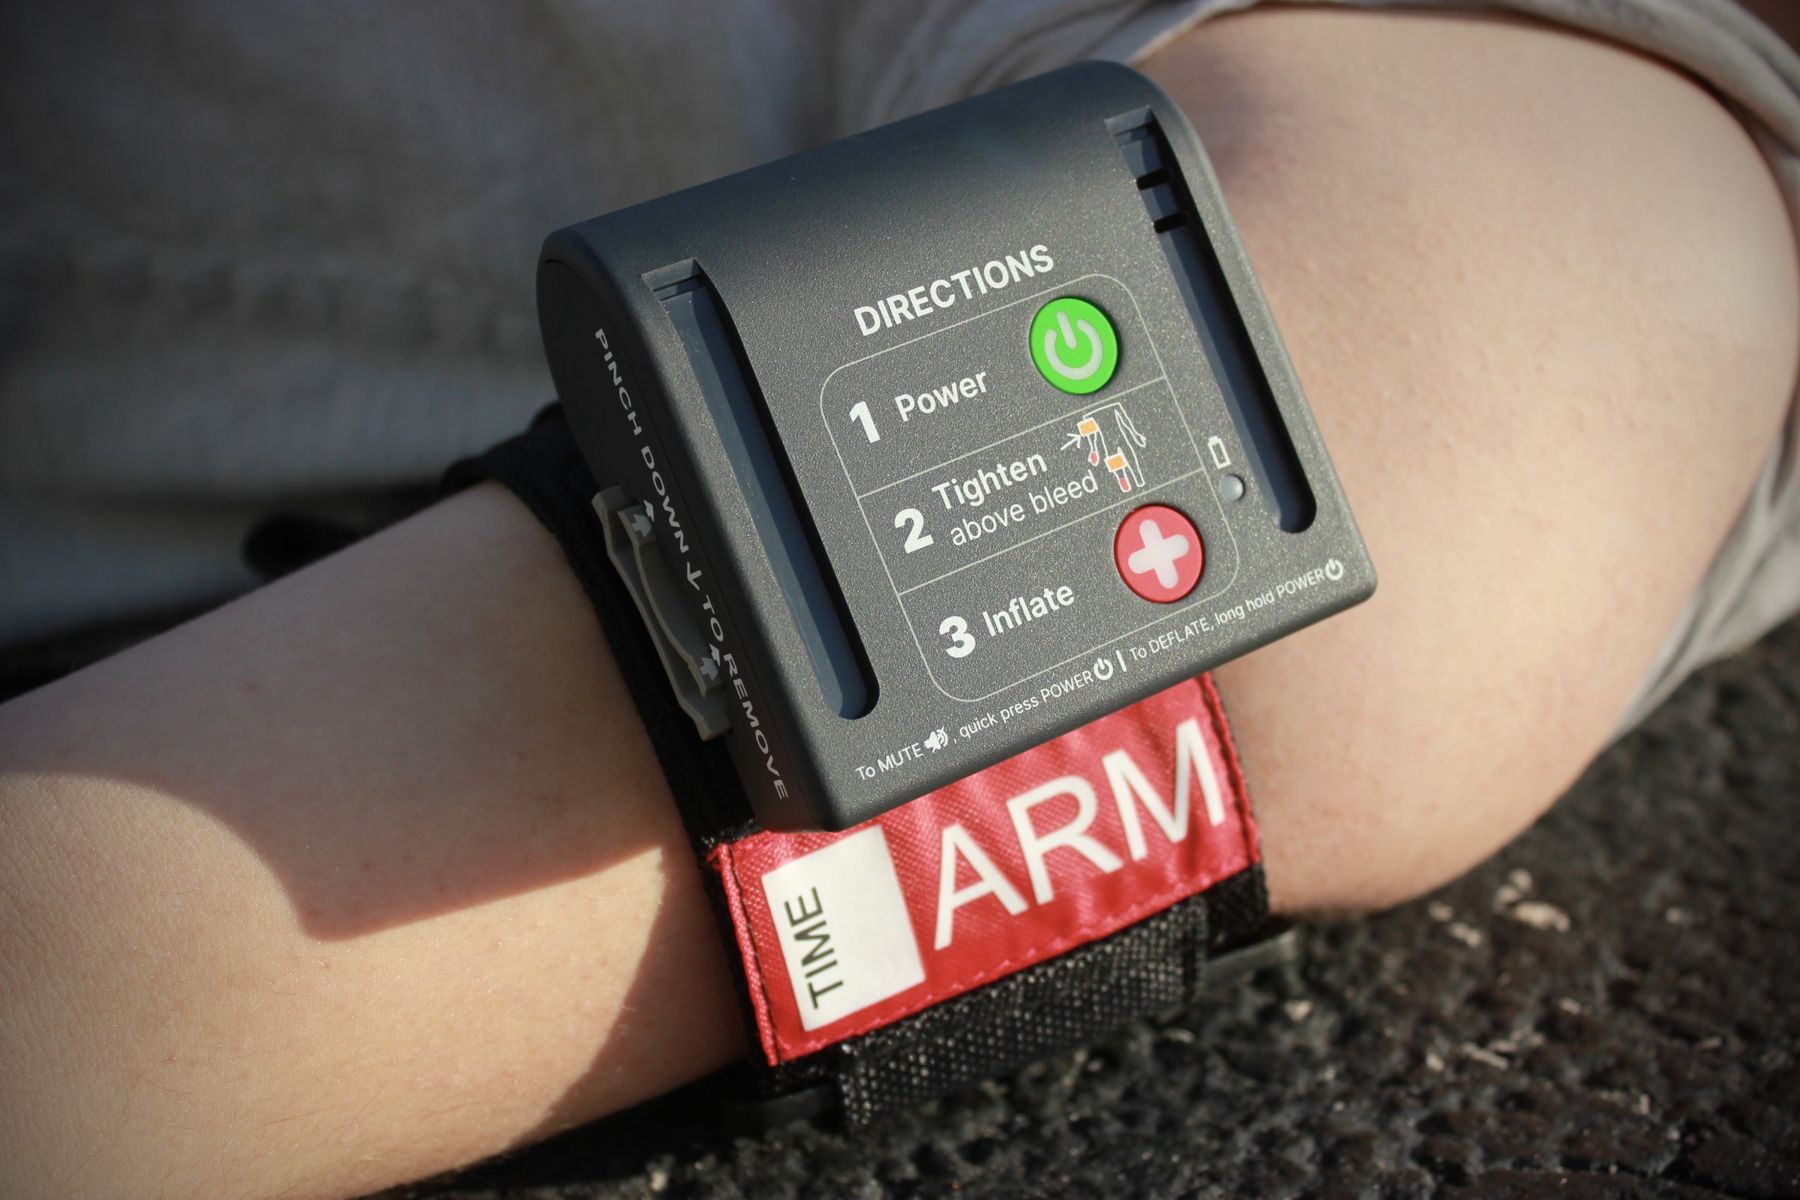 DIRECTIONS
1 Power
2 Tighten
above bleed
3 Inflate
To MUTE, quick press POWER | To DEFLATE, long hold POWER
PINCH DOWN ↓ TO REMOVE
TIME
ARM